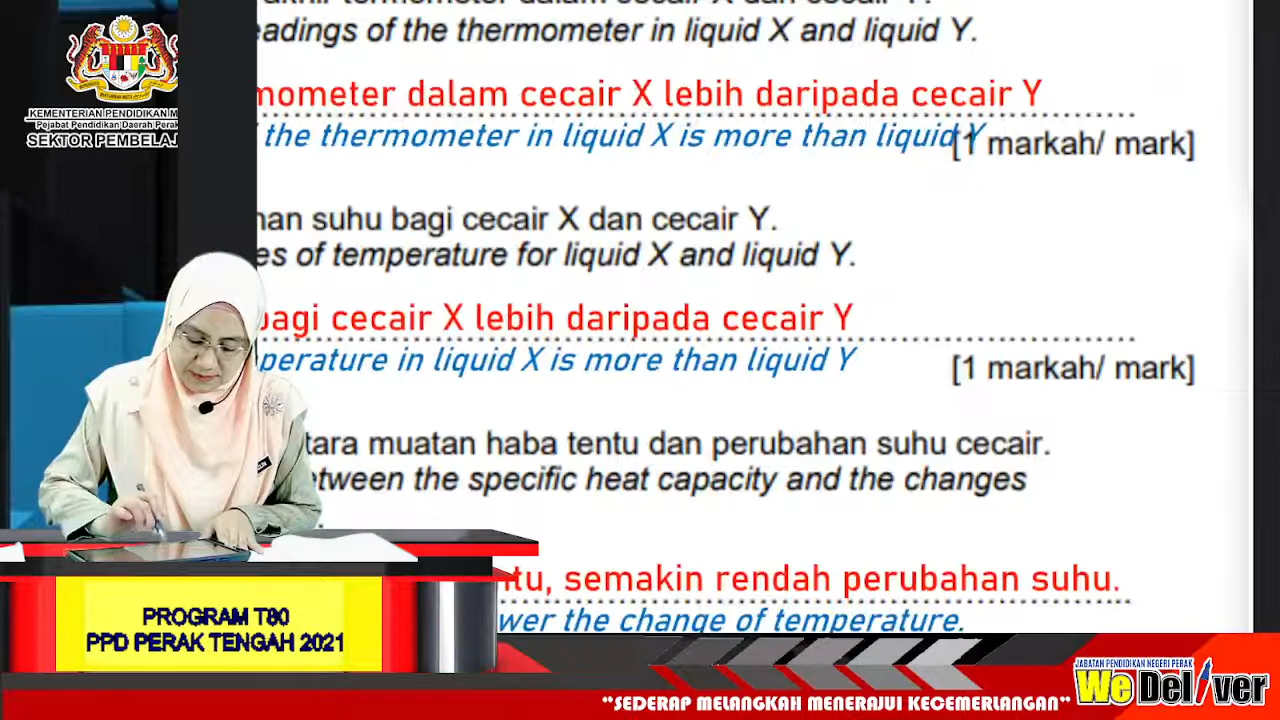 eadings of the thermometer in liquid X and liquid Y.
KEMENTERIAN PENDIDIKAN M
Pejabat Pendidikan Daerah Perak
SEKTOR PEMBELAJ
mometer dalam cecair X lebih daripada cecair Y
the thermometer in liquid X is more than liquid Y
[1 markah/ mark]
han suhu bagi cecair X dan cecair Y.
es of temperature for liquid X and liquid Y.
bagi cecair X lebih daripada cecair Y
perature in liquid X is more than liquid Y
[1 markah/ mark]
tara muatan haba tentu dan perubahan suhu cecair.
etween the specific heat capacity and the changes
ntu, semakin rendah perubahan suhu.
wer the change of temperature.
PROGRAM T80
PPD PERAK TENGAH 2021
JABATAN PENDIDIKAN NEGERI PERAK
We Deliver
"SEDERAP MELANGKAH MENERAJUI KECEMERLANGAN"